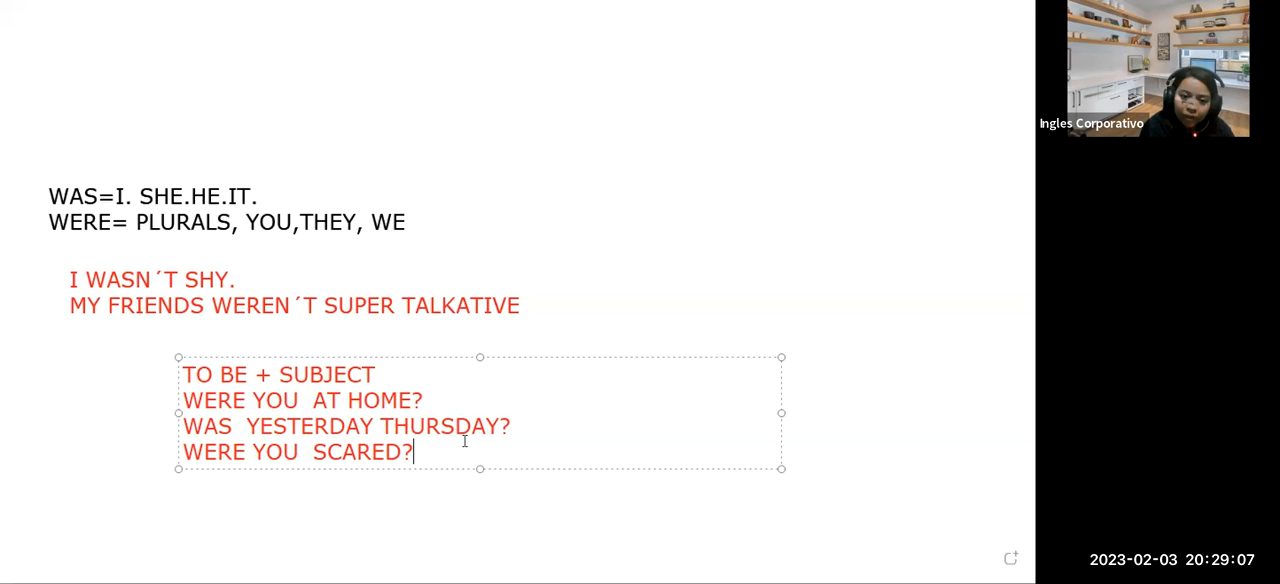 WAS=I. SHE.HE.IT.
WERE= PLURALS, YOU,THEY, WE
I WASN´T SHY.
MY FRIENDS WEREN´T SUPER TALKATIVE
TO BE + SUBJECT
WERE YOU  AT HOME?
WAS  YESTERDAY THURSDAY?
WERE YOU  SCARED?
Ingles Corporativo
2023-02-03 20:29:07